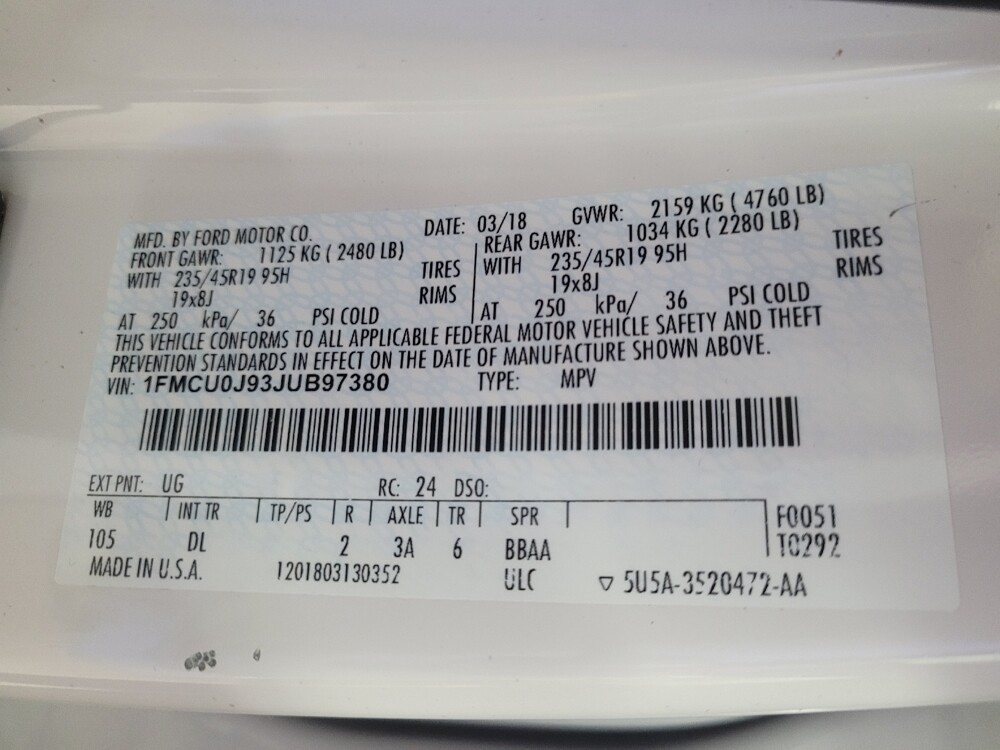 MFD. BY FORD MOTOR CO. DATE: 03/18 GVWR: 2159 KG ( 4760 LB)
FRONT GAWR: 1125 KG ( 2480 LB) REAR GAWR: 1034 KG ( 2280 LB)
WITH 235/45R19 95H TIRES WITH 235/45R19 95H TIRES
19x8J RIMS 19x8J RIMS
AT 250 kPa/ 36 PSI COLD AT 250 kPa/ 36 PSI COLD
THIS VEHICLE CONFORMS TO ALL APPLICABLE FEDERAL MOTOR VEHICLE SAFETY AND THEFT
PREVENTION STANDARDS IN EFFECT ON THE DATE OF MANUFACTURE SHOWN ABOVE.
VIN: 1FMCU0J93JUB97380 TYPE: MPV
EXT PNT: UG RC: 24 DSO:
WB INT TR TP/PS R AXLE TR SPR F0051
105 DL 2 3A 6 BBAA T0292
MADE IN U.S.A. 1201803130352 ULC ▽ 5U5A-3520472-AA